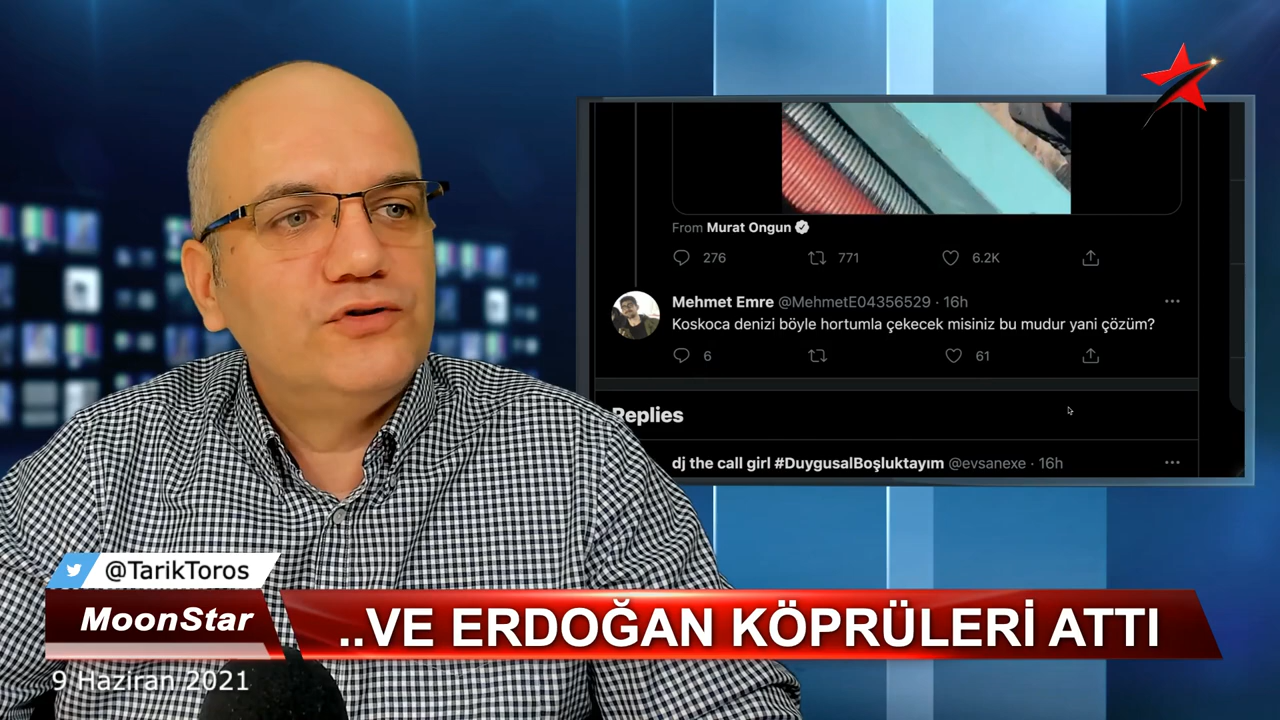 From Murat Ongun
276 771 6.2K
Mehmet Emre @MehmetE04356529 · 16h
Koskoca denizi böyle hortumla çekecek misiniz bu mudur yani çözüm?
6 61
Replies
dj the call girl #DuygusalBoşluktayım @evsanexe · 16h
@TarikToros
MoonStar
..VE ERDOĞAN KÖPRÜLERİ ATTI
9 Haziran 2021